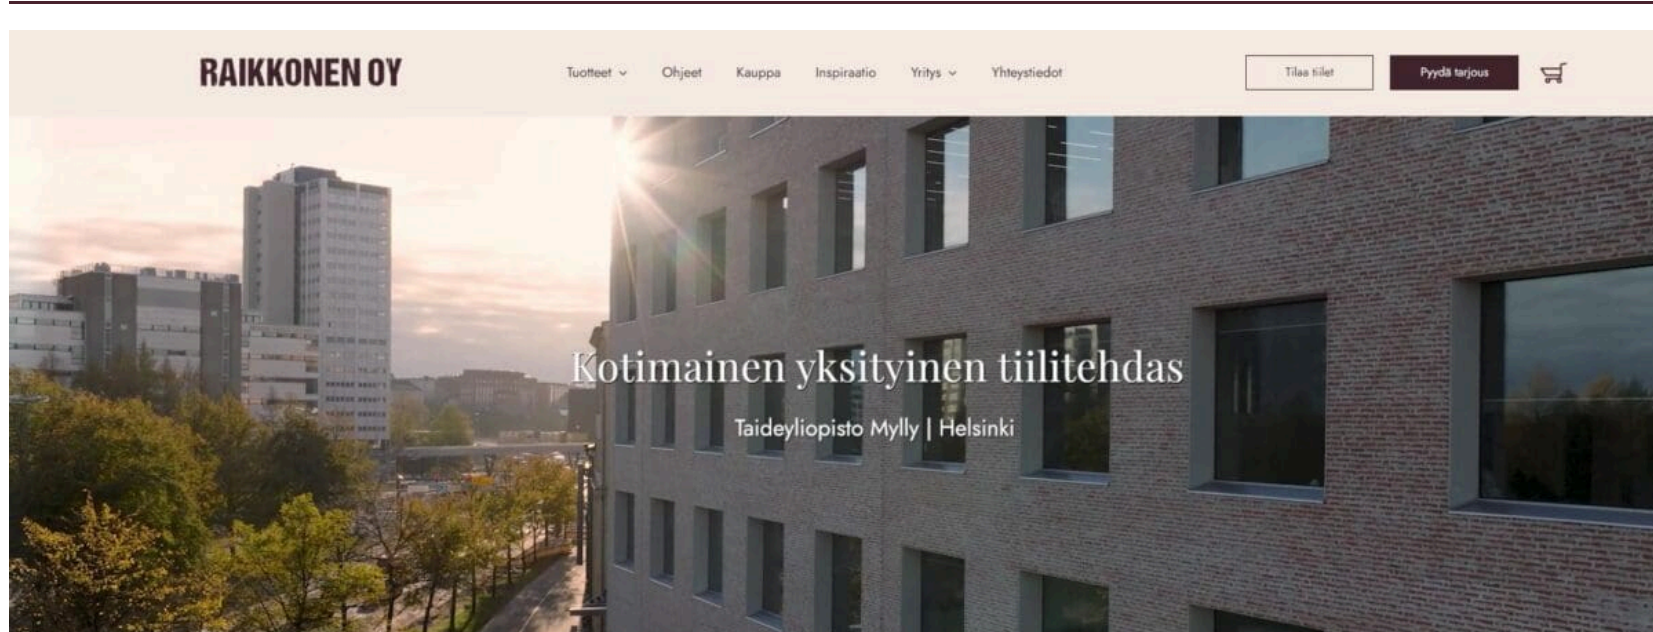 RAIKKONEN OY
Tuotteet
Ohjeet
Kauppa
Inspiraatio
Yritys
Yhteystiedot
Tilaa tiilet
Pyydä tarjous
Kotimainen yksityinen tiilitehdas
Taideyliopisto Mylly | Helsinki